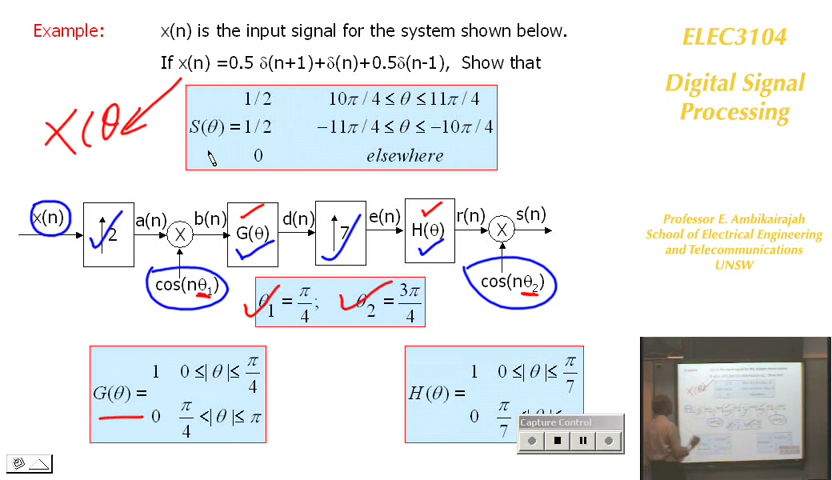 Example: x(n) is the input signal for the system shown below.
If x(n) =0.5 δ(n+1)+δ(n)+0.5δ(n-1), Show that
X(θ
1/2 10π/4 ≤ θ ≤ 11π/4
S(θ) = 1/2 −11π/4 ≤ θ ≤ −10π/4
0 elsewhere
x(n) ↑2 a(n) X b(n) G(θ) d(n) ↑7 e(n) H(θ) r(n) X s(n)
cos(nθ₁) cos(nθ₂)
θ₁ = π/4; θ₂ = 3π/4
G(θ) = 1 0 ≤| θ |≤ π/4
0 π/4 <| θ |≤ π
H(θ) = 1 0 ≤| θ |≤ π/7
0 π/7
Capture Control
ELEC3104
Digital Signal
Processing
Professor E. Ambikairajah
School of Electrical Engineering
and Telecommunications
UNSW